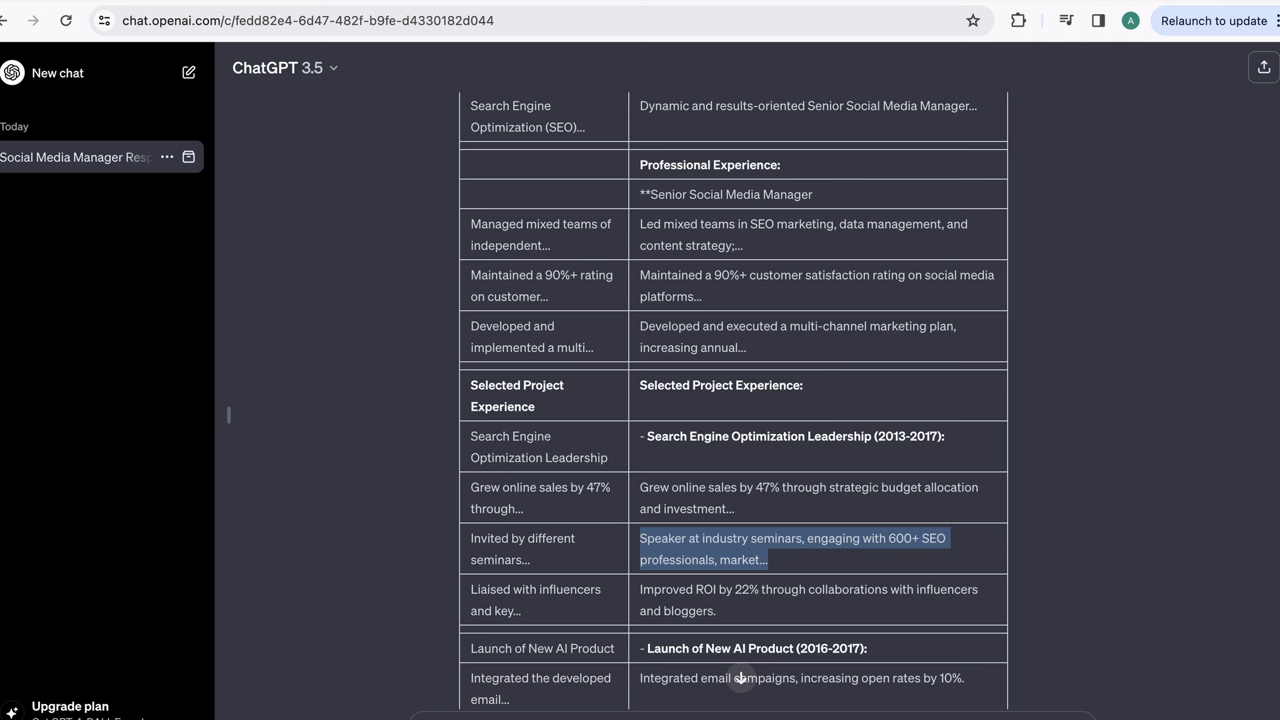 chat.openai.com/c/fedd82e4-6d47-482f-b9fe-d4330182d044
A
Relaunch to update
New chat
Today
Social Media Manager Resp
Upgrade plan
ChatGPT 3.5
Search Engine
Optimization (SEO)...
Dynamic and results-oriented Senior Social Media Manager...
Professional Experience:
**Senior Social Media Manager
Managed mixed teams of
independent...
Led mixed teams in SEO marketing, data management, and
content strategy;...
Maintained a 90%+ rating
on customer...
Maintained a 90%+ customer satisfaction rating on social media
platforms...
Developed and
implemented a multi...
Developed and executed a multi-channel marketing plan,
increasing annual...
Selected Project
Experience
Selected Project Experience:
Search Engine
Optimization Leadership
- Search Engine Optimization Leadership (2013-2017):
Grew online sales by 47%
through...
Grew online sales by 47% through strategic budget allocation
and investment...
Invited by different
seminars...
Speaker at industry seminars, engaging with 600+ SEO
professionals, market...
Liaised with influencers
and key...
Improved ROI by 22% through collaborations with influencers
and bloggers.
Launch of New AI Product
- Launch of New AI Product (2016-2017):
Integrated the developed
email...
Integrated email campaigns, increasing open rates by 10%.